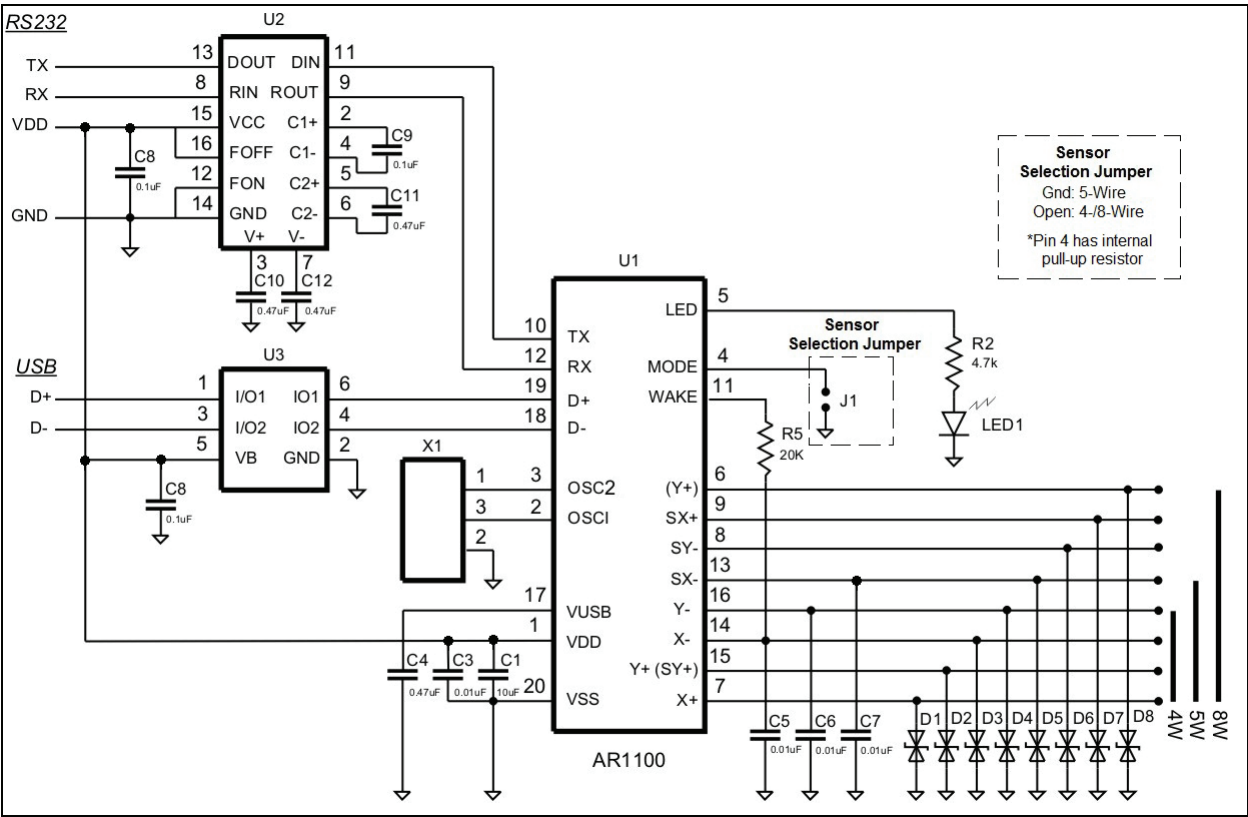 RS232
U2
TX
13
DOUT
DIN
11
RX
8
RIN
ROUT
9
VDD
15
VCC
C1+
2
C9
0.1uF
16
FOFF
C1-
4
C8
0.1uF
12
FON
C2+
5
C11
0.47uF
GND
14
GND
C2-
6
V+
V-
3
7
C10
0.47uF
C12
0.47uF
Sensor
Selection Jumper
Gnd: 5-Wire
Open: 4-/8-Wire
*Pin 4 has internal
pull-up resistor
USB
U3
D+
1
I/O1
IO1
6
D-
3
I/O2
IO2
4
5
VB
GND
2
C8
0.1uF
X1
1
3
2
U1
10
TX
12
RX
19
D+
18
D-
3
OSC2
2
OSCI
17
VUSB
1
VDD
20
VSS
C4
0.47uF
C3
0.01uF
C1
10uF
LED
5
MODE
4
WAKE
11
(Y+)
6
SX+
9
SY-
8
SX-
13
Y-
16
X-
14
Y+ (SY+)
15
X+
7
AR1100
Sensor
Selection Jumper
J1
R2
4.7k
LED1
R5
20K
C5
0.01uF
C6
0.01uF
C7
0.01uF
D1
D2
D3
D4
D5
D6
D7
D8
4W
5W
8W